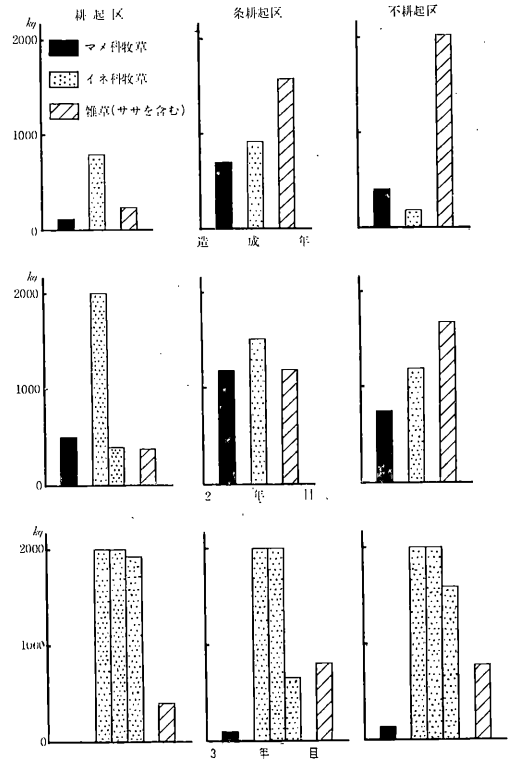 耕起区 条耕起区 不耕起区
kg
2000
マメ科牧草
イネ科牧草
雑草(ササを含む)
1000
0
造成年
kg
2000
1000
0
2年目
kg
2000
1000
0
3年目